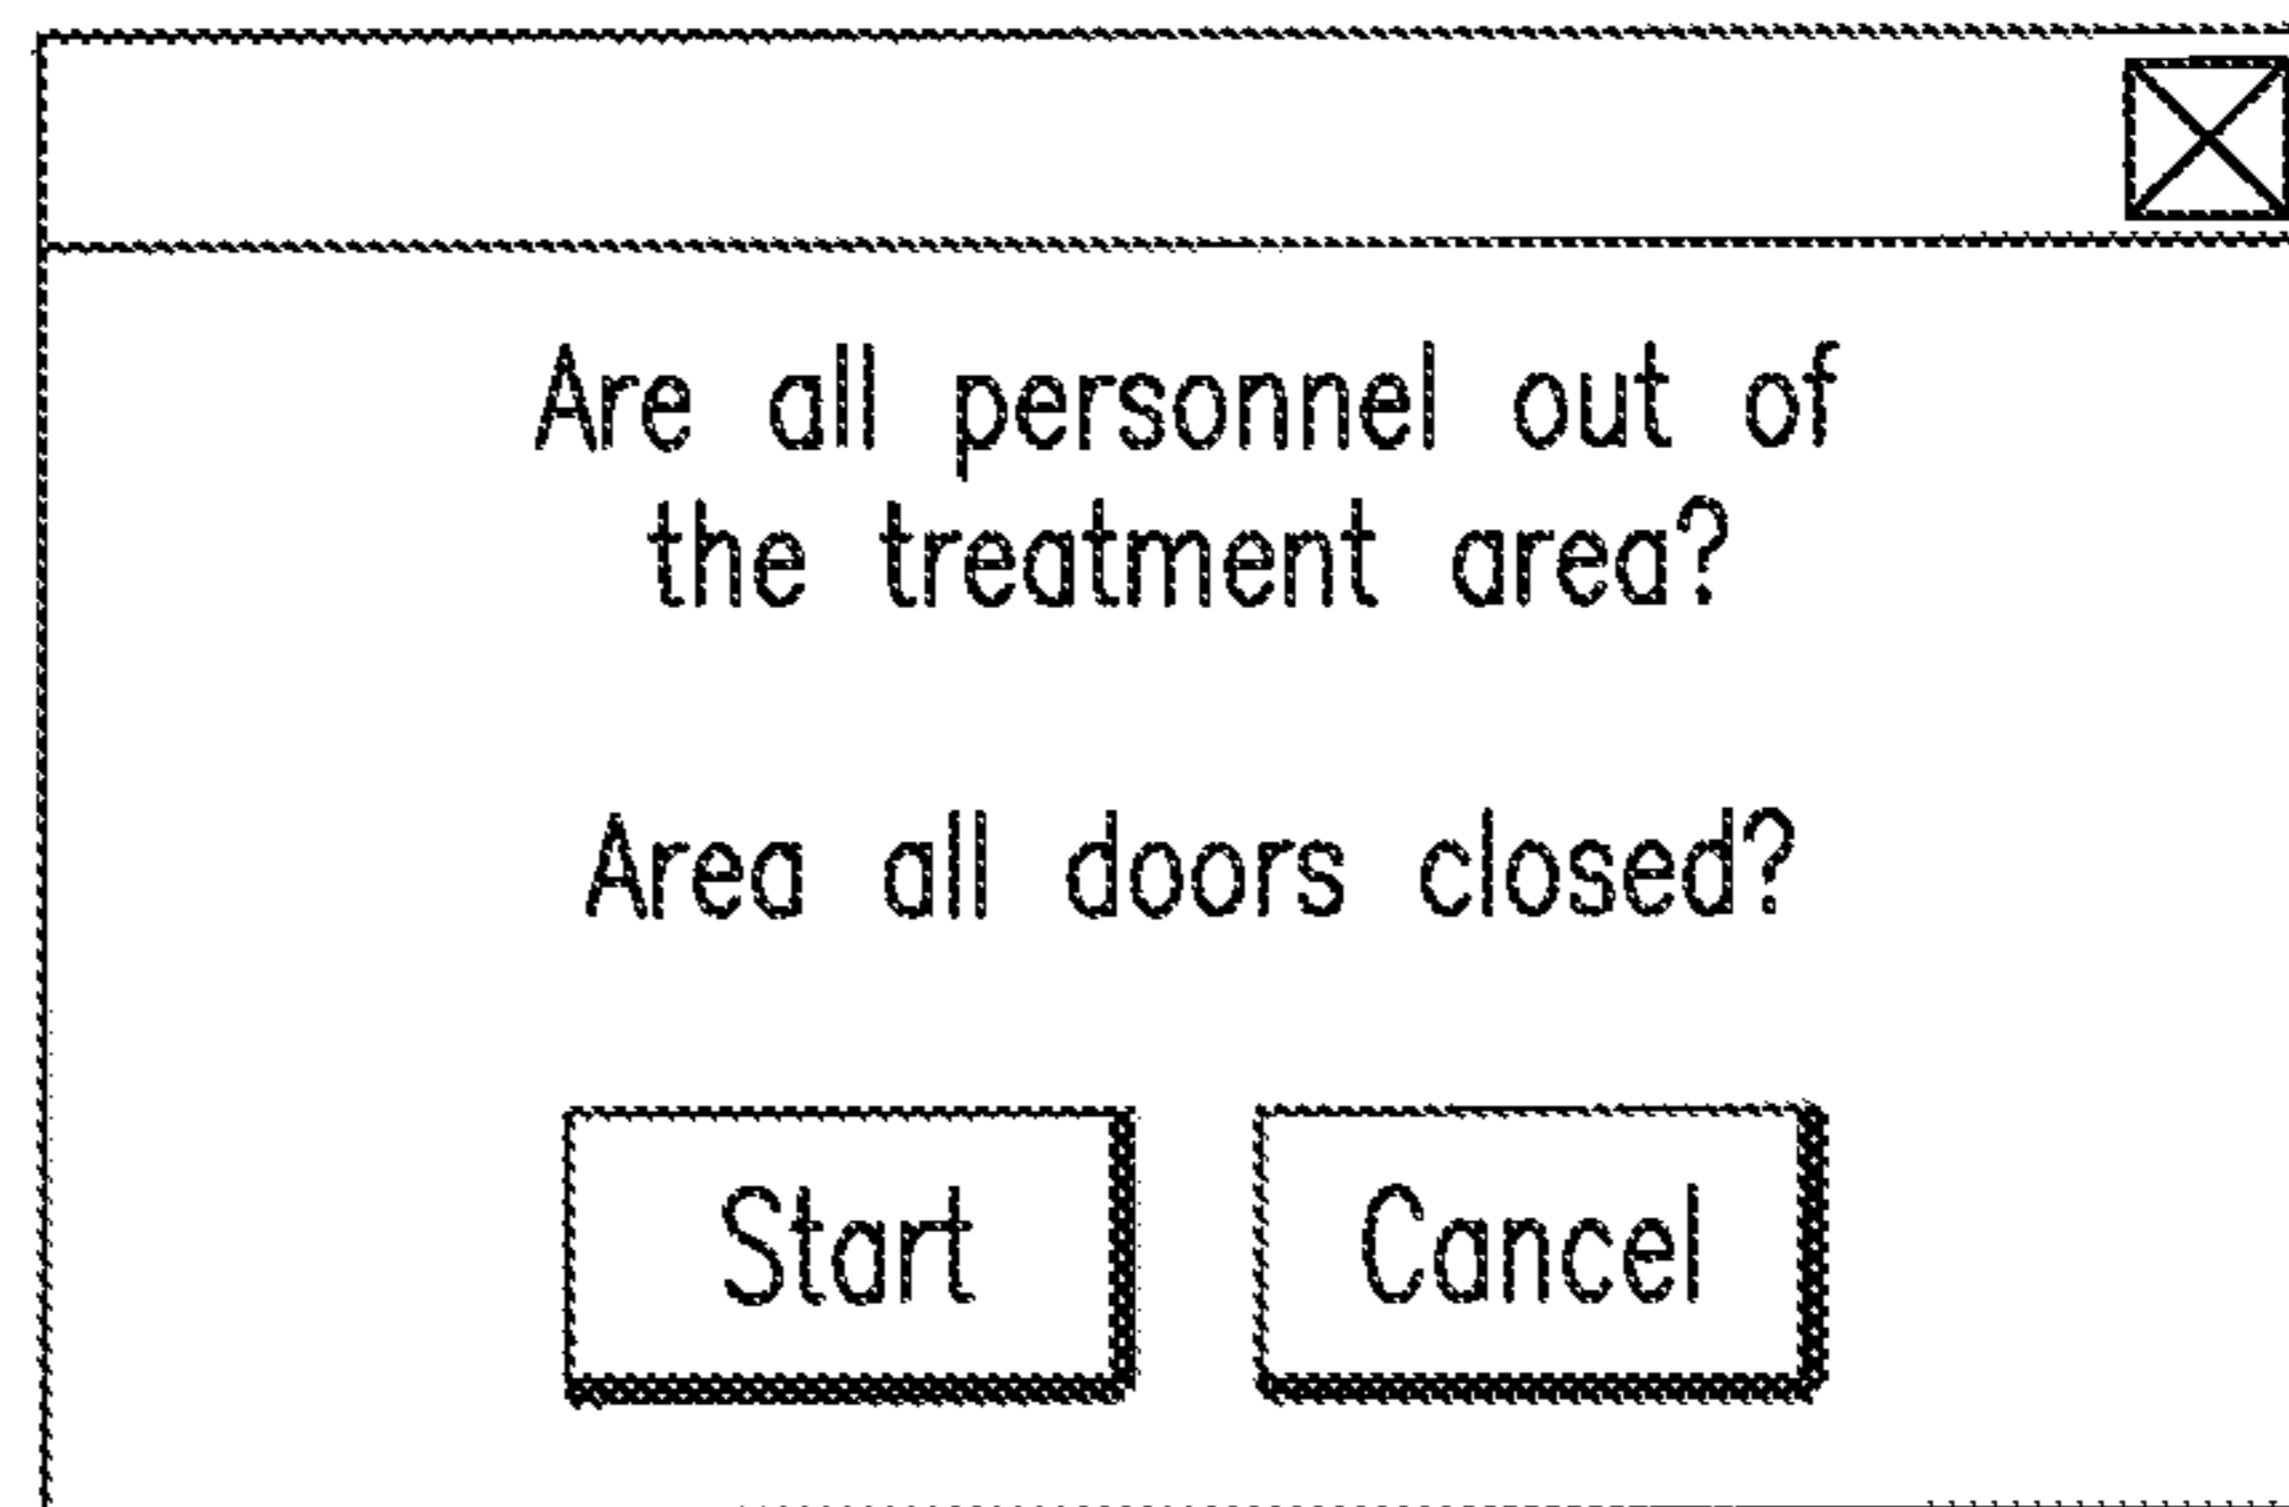 Are all personnel out of
the treatment area?
Area all doors closed?
Start
Cancel